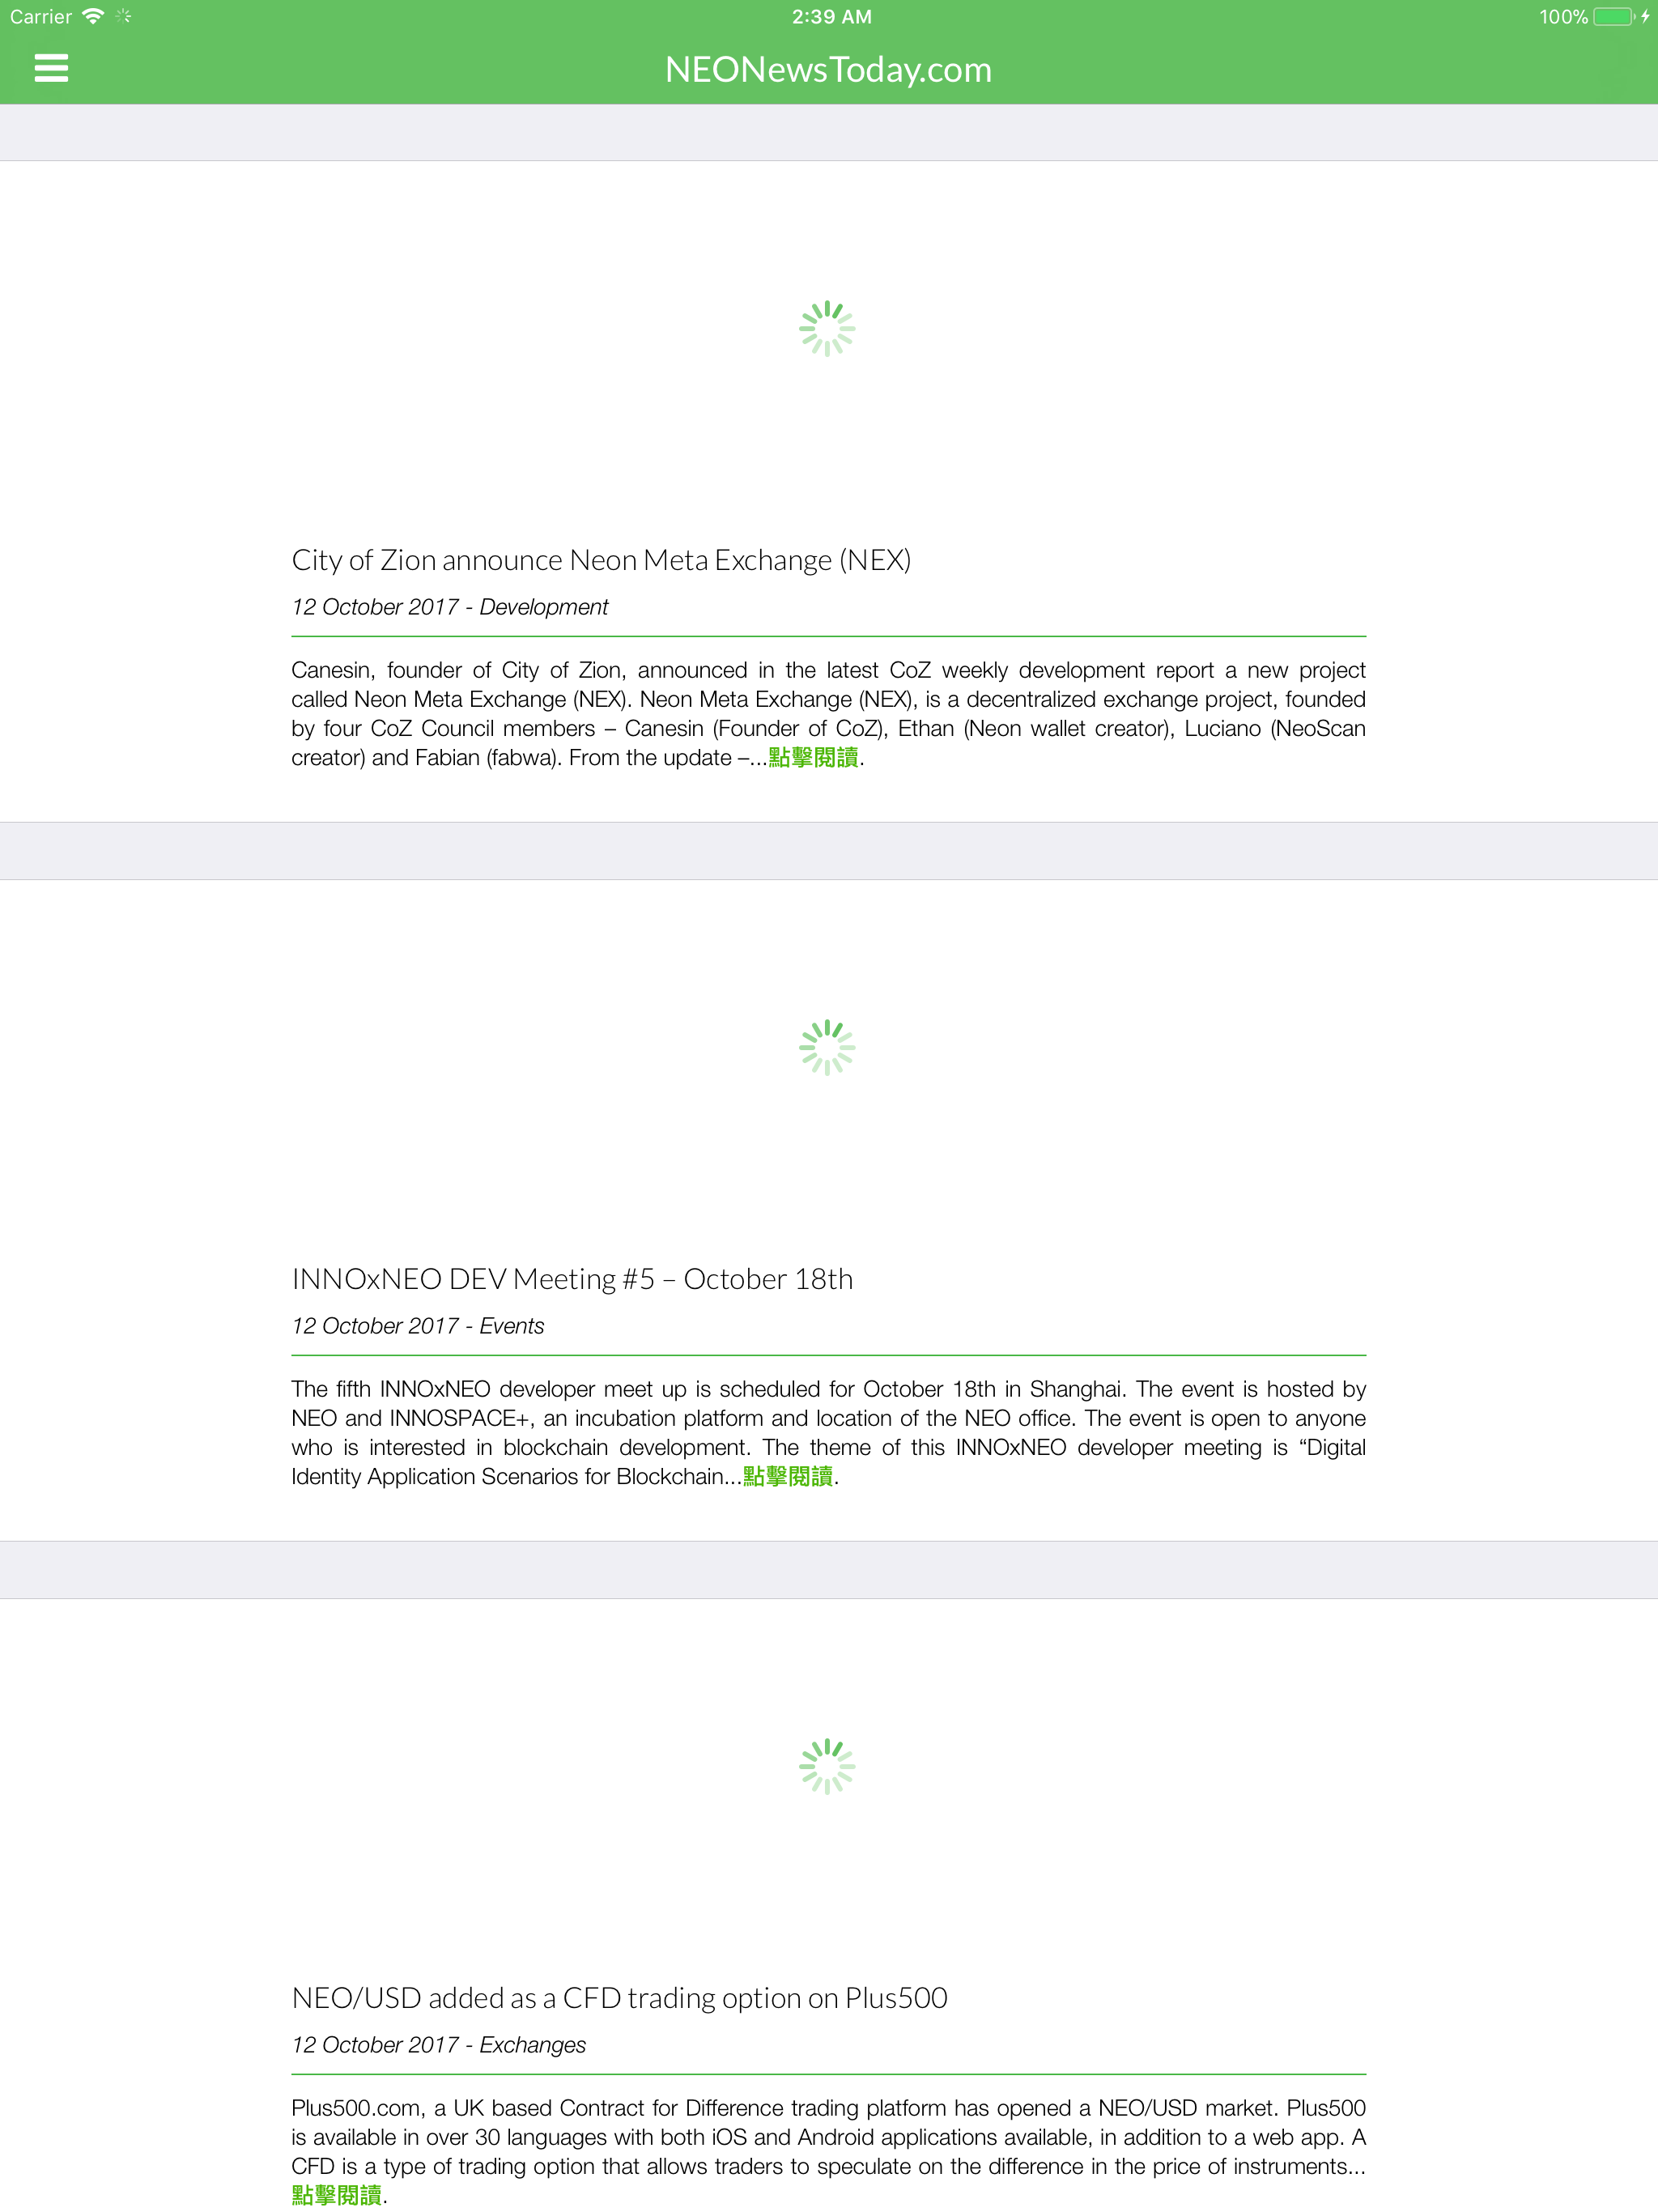 Carrier 2:39 AM 100%
NEONewsToday.com
City of Zion announce Neon Meta Exchange (NEX)
12 October 2017 - Development
Canesin, founder of City of Zion, announced in the latest CoZ weekly development report a new project
called Neon Meta Exchange (NEX). Neon Meta Exchange (NEX), is a decentralized exchange project, founded
by four CoZ Council members – Canesin (Founder of CoZ), Ethan (Neon wallet creator), Luciano (NeoScan
creator) and Fabian (fabwa). From the update –...點擊閱讀.
INNOxNEO DEV Meeting #5 – October 18th
12 October 2017 - Events
The fifth INNOxNEO developer meet up is scheduled for October 18th in Shanghai. The event is hosted by
NEO and INNOSPACE+, an incubation platform and location of the NEO office. The event is open to anyone
who is interested in blockchain development. The theme of this INNOxNEO developer meeting is “Digital
Identity Application Scenarios for Blockchain...點擊閱讀.
NEO/USD added as a CFD trading option on Plus500
12 October 2017 - Exchanges
Plus500.com, a UK based Contract for Difference trading platform has opened a NEO/USD market. Plus500
is available in over 30 languages with both iOS and Android applications available, in addition to a web app. A
CFD is a type of trading option that allows traders to speculate on the difference in the price of instruments...
點擊閱讀.